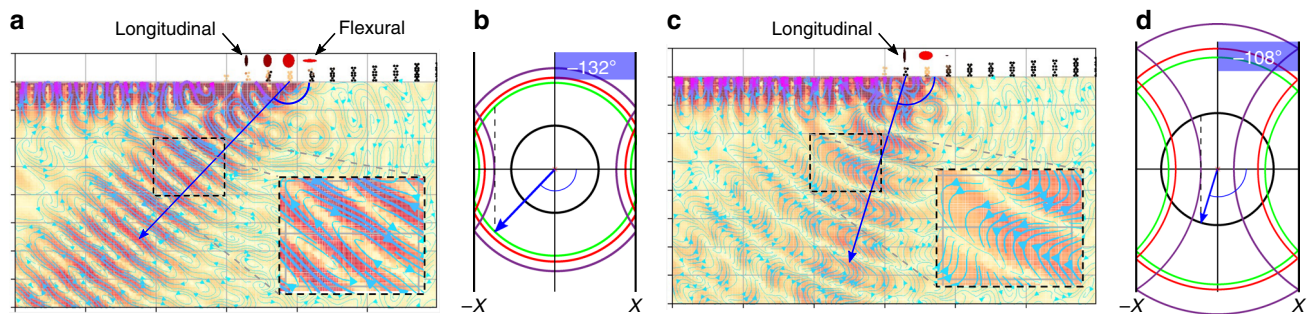 a
Longitudinal
Flexural
b
–132°
–X
X
c
Longitudinal
d
–108°
–X
X